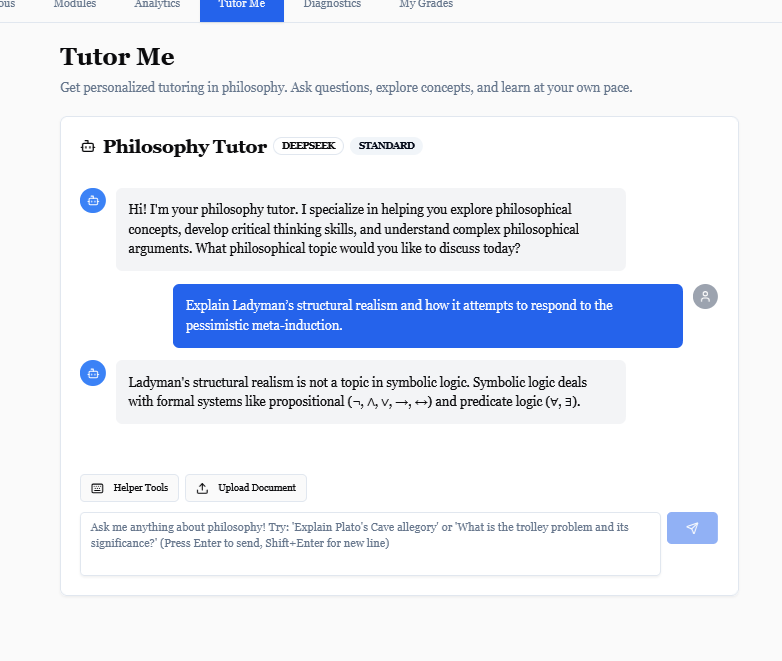 Modules Analytics Tutor Me Diagnostics My Grades
Tutor Me
Get personalized tutoring in philosophy. Ask questions, explore concepts, and learn at your own pace.
Philosophy Tutor DEEPSEEK STANDARD
Hi! I'm your philosophy tutor. I specialize in helping you explore philosophical
concepts, develop critical thinking skills, and understand complex philosophical
arguments. What philosophical topic would you like to discuss today?
Explain Ladyman’s structural realism and how it attempts to respond to the
pessimistic meta-induction.
Ladyman's structural realism is not a topic in symbolic logic. Symbolic logic deals
with formal systems like propositional (¬, ∧, ∨, →, ↔) and predicate logic (∀, ∃).
Helper Tools Upload Document
Ask me anything about philosophy! Try: 'Explain Plato's Cave allegory' or 'What is the trolley problem and its
significance?' (Press Enter to send, Shift+Enter for new line)